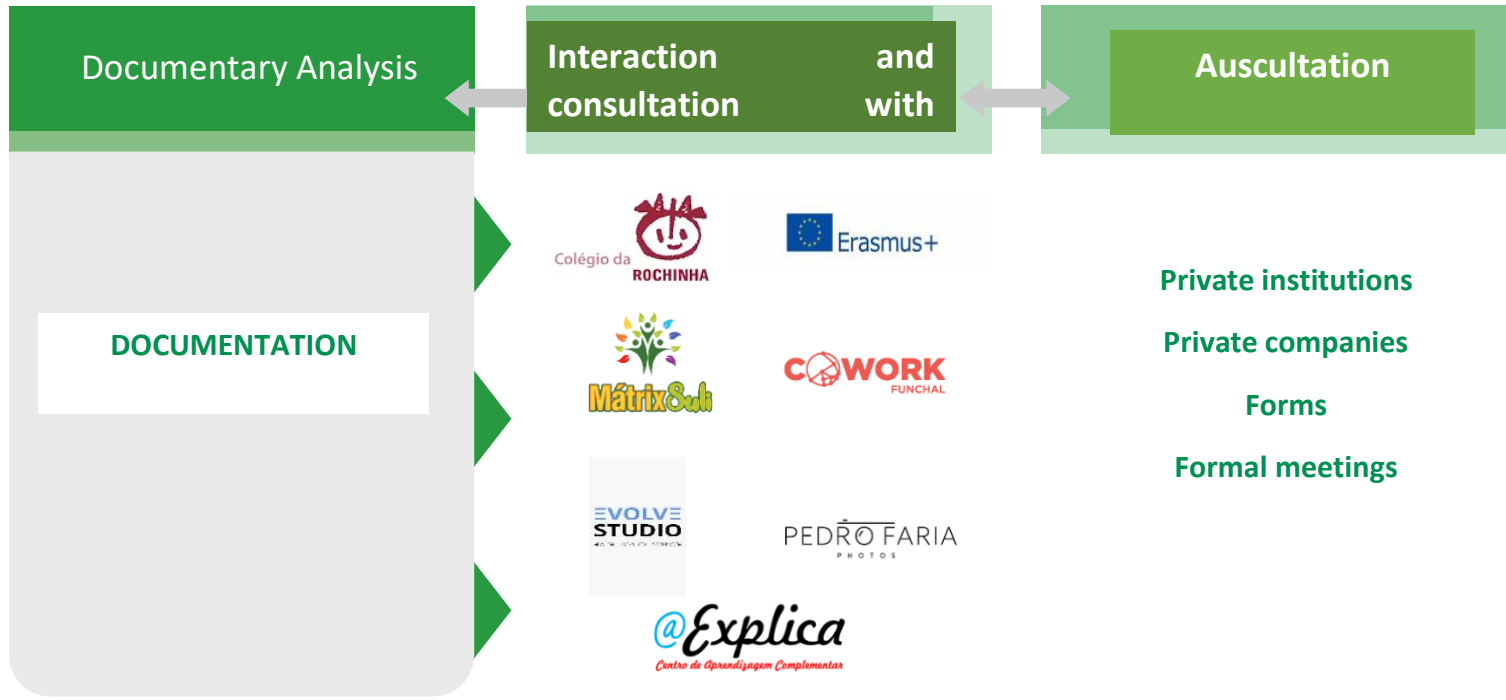 Documentary Analysis
Interaction and
consultation with
Auscultation
DOCUMENTATION
Colégio da
ROCHINHA
Erasmus+
MátrixSuli
COWORK
FUNCHAL
EVOLVE
STUDIO
PEDRO FARIA
PHOTOS
@Explica
Centro de Aprendizagem Complementar
Private institutions
Private companies
Forms
Formal meetings